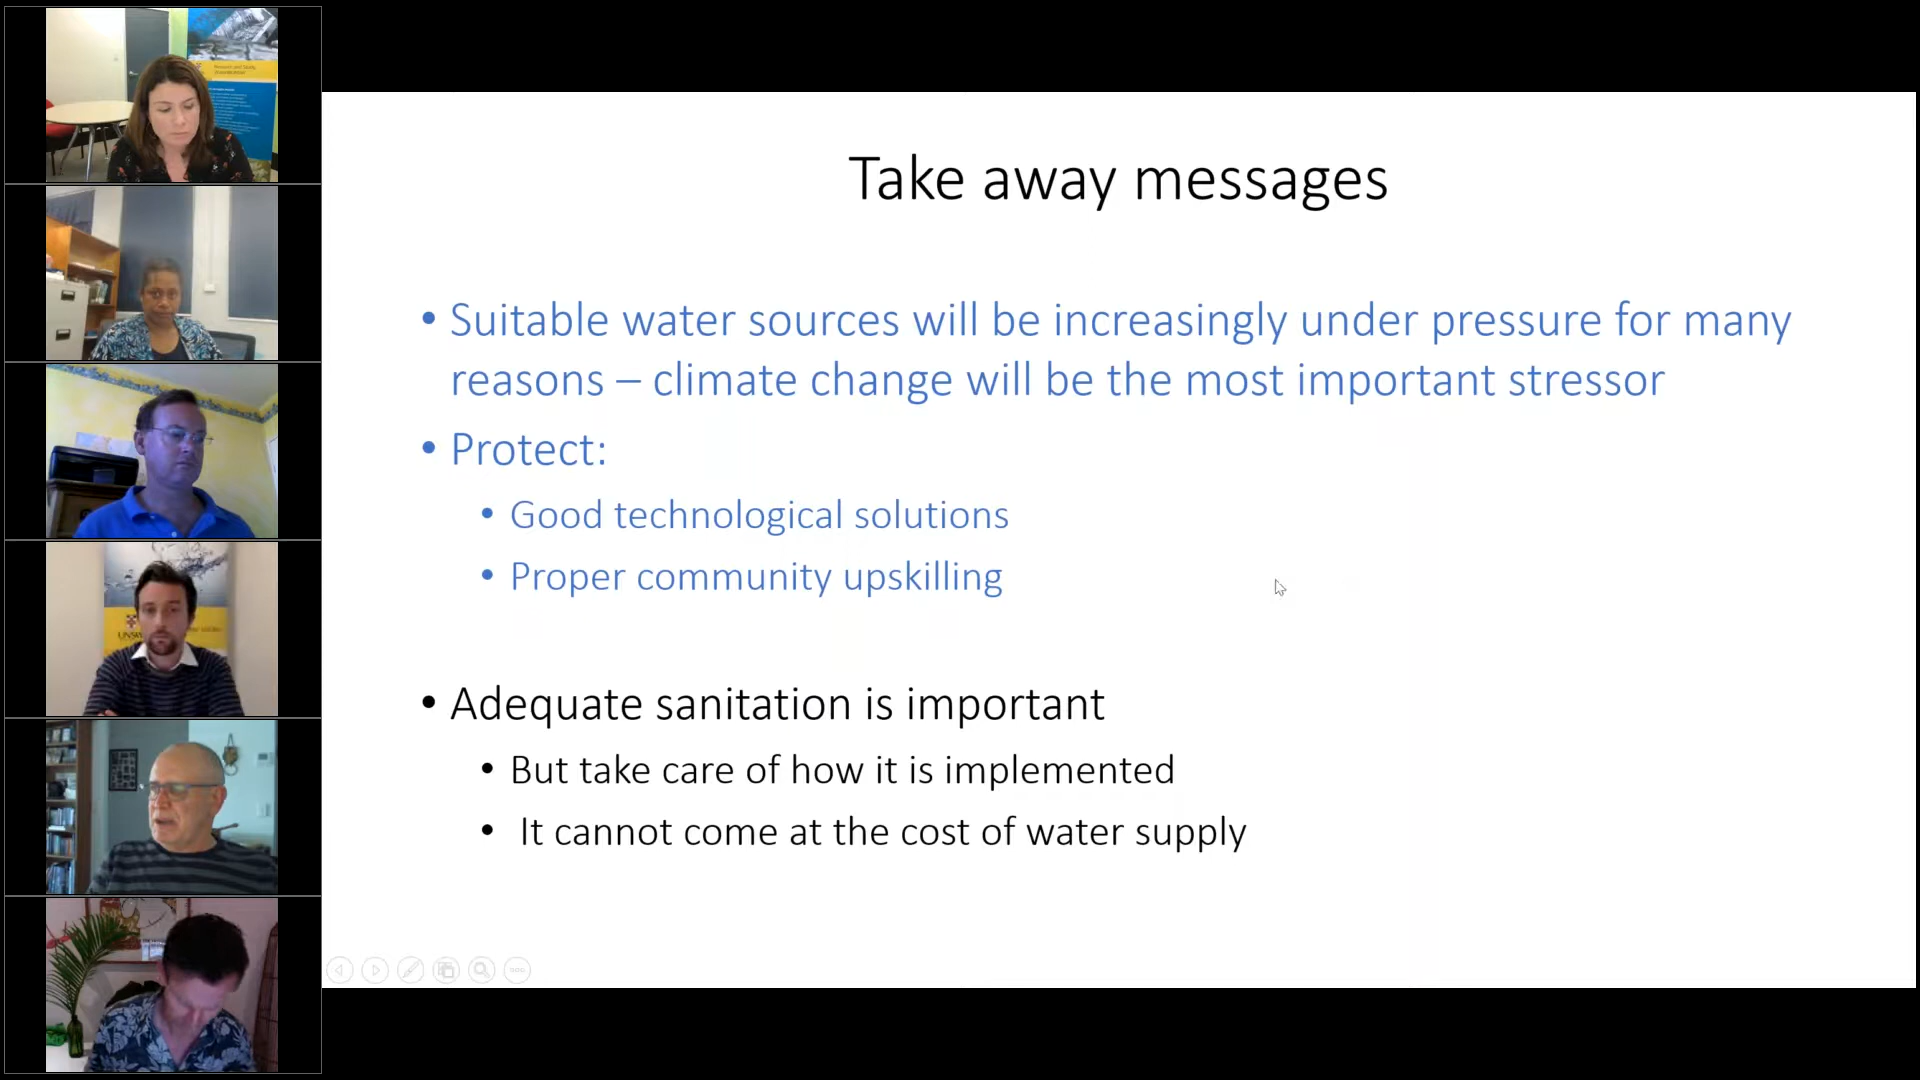 Take away messages
• Suitable water sources will be increasingly under pressure for many
reasons – climate change will be the most important stressor
• Protect:
• Good technological solutions
• Proper community upskilling
• Adequate sanitation is important
• But take care of how it is implemented
• It cannot come at the cost of water supply
UNSW